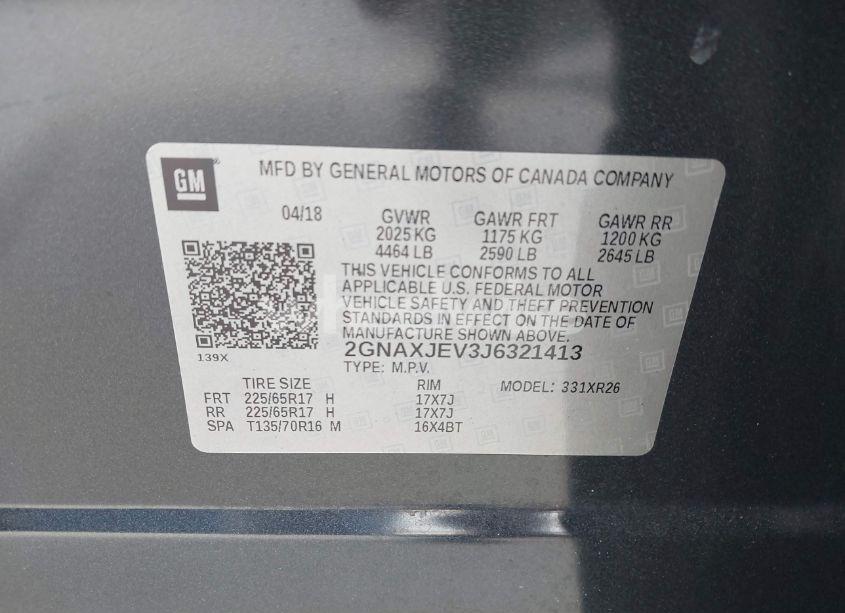 GM
MFD BY GENERAL MOTORS OF CANADA COMPANY
04/18 GVWR GAWR FRT GAWR RR
2025 KG 1175 KG 1200 KG
4464 LB 2590 LB 2645 LB
THIS VEHICLE CONFORMS TO ALL
APPLICABLE U.S. FEDERAL MOTOR
VEHICLE SAFETY AND THEFT PREVENTION
STANDARDS IN EFFECT ON THE DATE OF
MANUFACTURE SHOWN ABOVE.
139X
2GNAXJEV3J6321413
TYPE: M.P.V.
TIRE SIZE RIM MODEL: 331XR26
FRT 225/65R17 H 17X7J
RR 225/65R17 H 17X7J
SPA T135/70R16 M 16X4BT